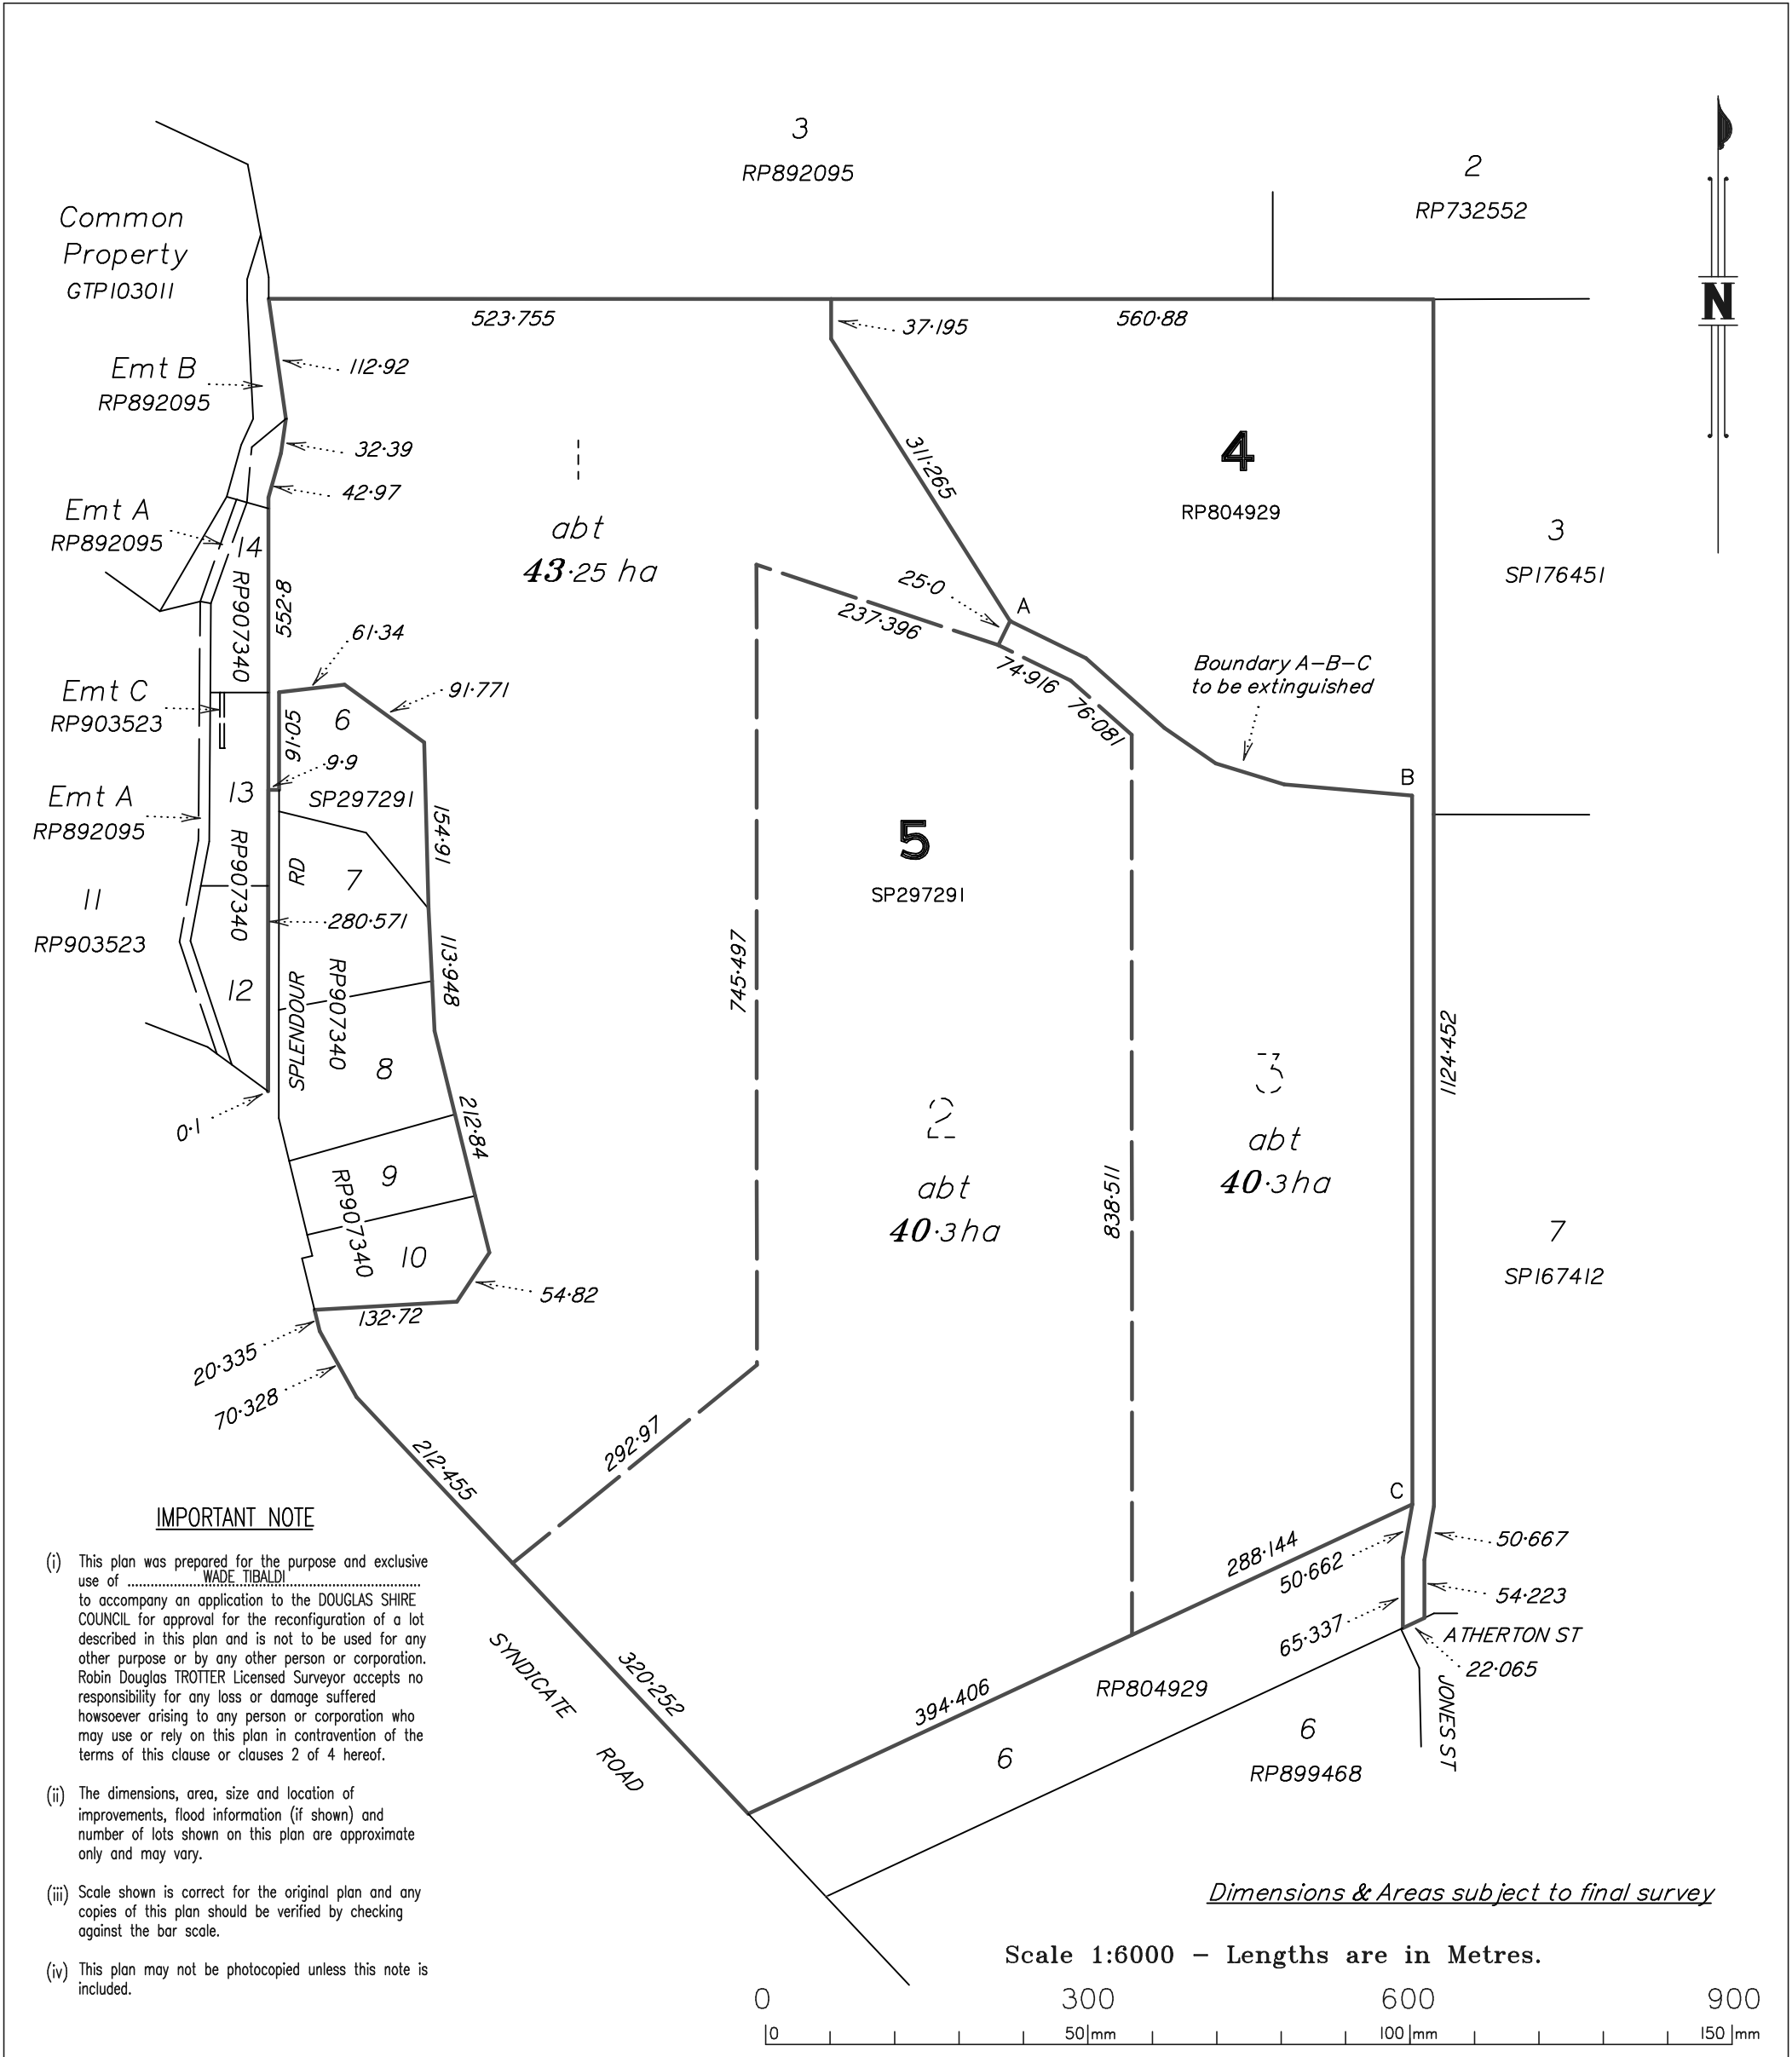 3
RP892095
2
RP732552
Common
Property
GTP103011
N
523·755
37·195
560·88
112·92
Emt B
RP892095
32·39
42·97
311·265
4
RP804929
1
abt
43·25 ha
Emt A
RP892095
14
RP907340
552·8
3
SP176451
25·0
A
237·396
61·34
74·916
Boundary A-B-C
to be extinguished
91·771
76·081
Emt C
RP903523
6
91·05
9·9
B
13
SP297291
Emt A
RP892095
154·91
5
SP297291
RP907340
RD
7
11
RP903523
280·571
745·497
113·948
12
SPLENDOUR
RP907340
8
1124·452
3
abt
40·3 ha
2
abt
40·3 ha
0·1
212·84
9
RP907340
838·511
7
SP167412
10
54·82
132·72
20·335
70·328
292·97
212·455
C
288·144
50·662
50·667
54·223
65·337
ATHERTON ST
22·065
JONES ST
SYNDICATE
ROAD
320·252
394·406
RP804929
6
6
RP899468
IMPORTANT NOTE
(i) This plan was prepared for the purpose and exclusive
use of WADE TIBALDI
to accompany an application to the DOUGLAS SHIRE
COUNCIL for approval for the reconfiguration of a lot
described in this plan and is not to be used for any
other purpose or by any other person or corporation.
Robin Douglas TROTTER Licensed Surveyor accepts no
responsibility for any loss or damage suffered
howsoever arising to any person or corporation who
may use or rely on this plan in contravention of the
terms of this clause or clauses 2 of 4 hereof.
(ii) The dimensions, area, size and location of
improvements, flood information (if shown) and
number of lots shown on this plan are approximate
only and may vary.
(iii) Scale shown is correct for the original plan and any
copies of this plan should be verified by checking
against the bar scale.
(iv) This plan may not be photocopied unless this note is
included.
Dimensions & Areas subject to final survey
Scale 1:6000 - Lengths are in Metres.
0 300 600 900
0 50 mm 100 mm 150 mm